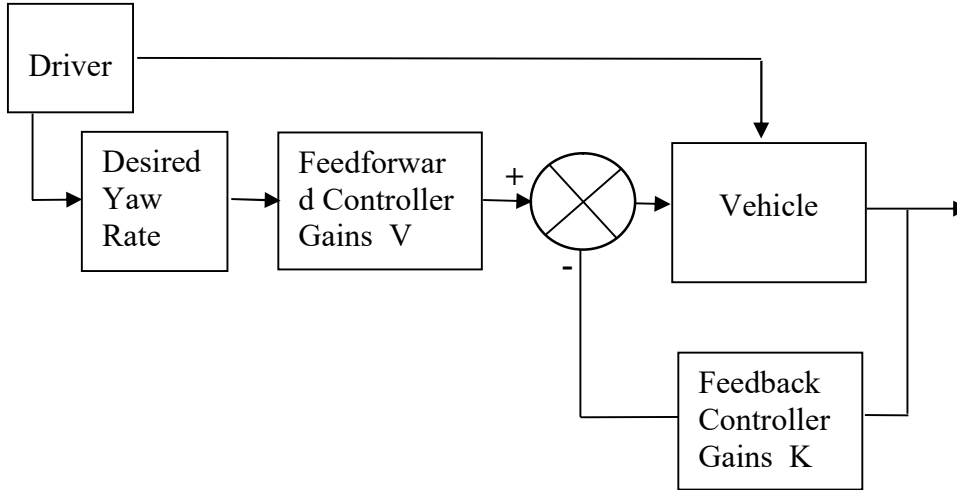 Driver
Desired
Yaw
Rate
Feedforwar
d Controller
Gains V
+
-
Vehicle
Feedback
Controller
Gains K